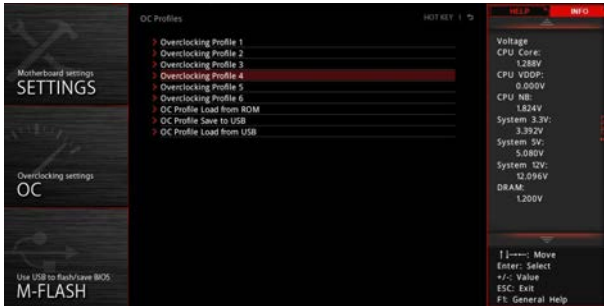 Motherboard settings
SETTINGS
Overclocking settings
OC
Use USB to flash/save BIOS
M-FLASH
OC Profiles
HOT KEY
Overclocking Profile 1
Overclocking Profile 2
Overclocking Profile 3
Overclocking Profile 4
Overclocking Profile 5
Overclocking Profile 6
OC Profile Load from ROM
OC Profile Save to USB
OC Profile Load from USB
HELP
INFO
Voltage
CPU Core:
1.288V
CPU VDDP:
0.000V
CPU NB:
1.824V
System 3.3V:
3.392V
System 5V:
5.080V
System 12V:
12.096V
DRAM:
1.200V
↑↓←→: Move
Enter: Select
+/-: Value
ESC: Exit
F1: General Help